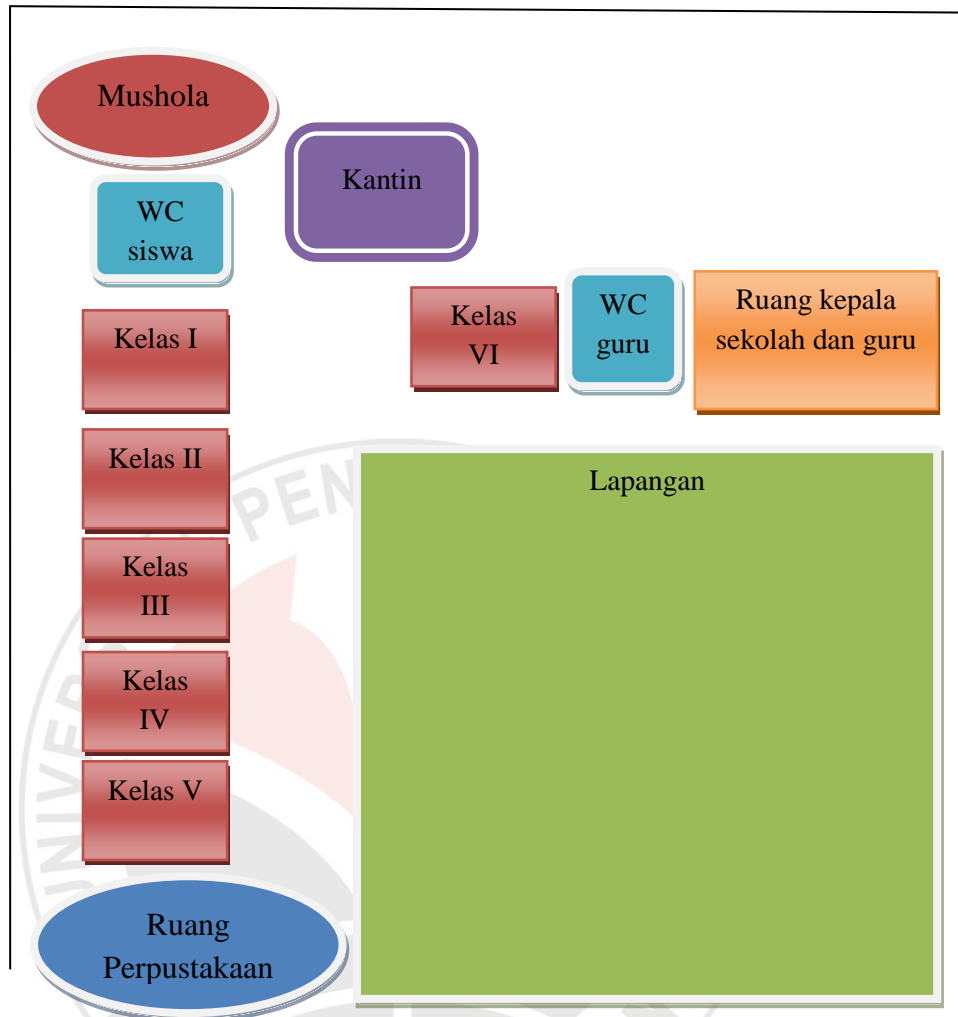 Mushola
Kantin
WC
siswa
Kelas I
Kelas
VI
WC
guru
Ruang kepala
sekolah dan guru
Kelas II
Lapangan
Kelas
III
Kelas
IV
Kelas V
Ruang
Perpustakaan